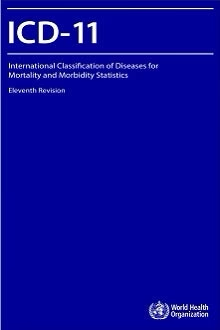 ICD-11
International Classification of Diseases for
Mortality and Morbidity Statistics
Eleventh Revision
World Health
Organization